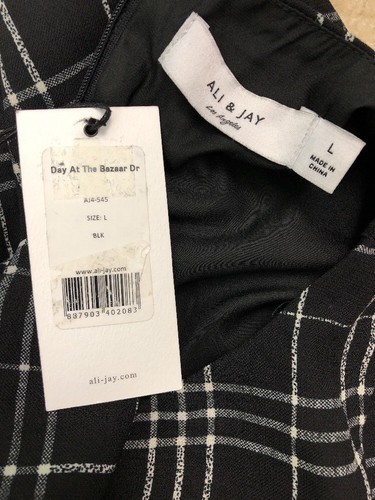 ALI & JAY
Los Angeles
L
MADE IN
CHINA
Day At The Bazaar Dr
AJ4-545
SIZE: L
BLK
www.ali-jay.com
887903 402083
ali-jay.com